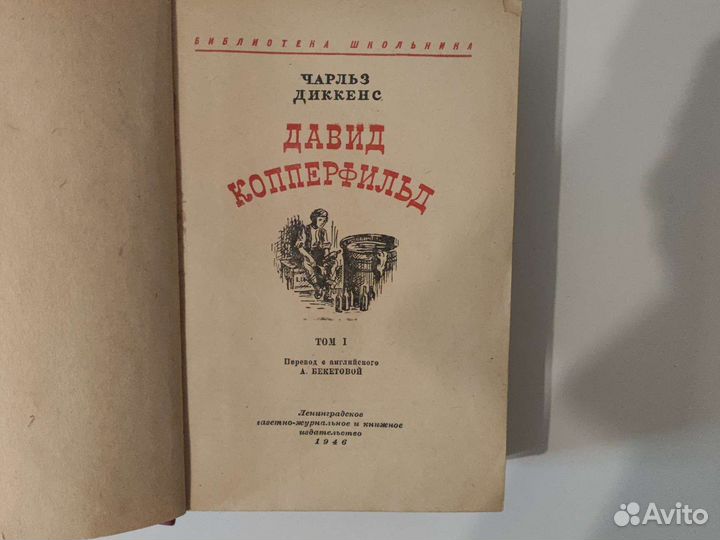 БИБЛИОТЕКА ШКОЛЬНИКА
ЧАРЛЬЗ
ДИККЕНС
ДАВИД
КОППЕРФИЛЬД
ТОМ I
Перевод с английского
А. БЕКЕТОВОЙ
Ленинградское
газетно-журнальное и книжное
издательство
1946
Avito